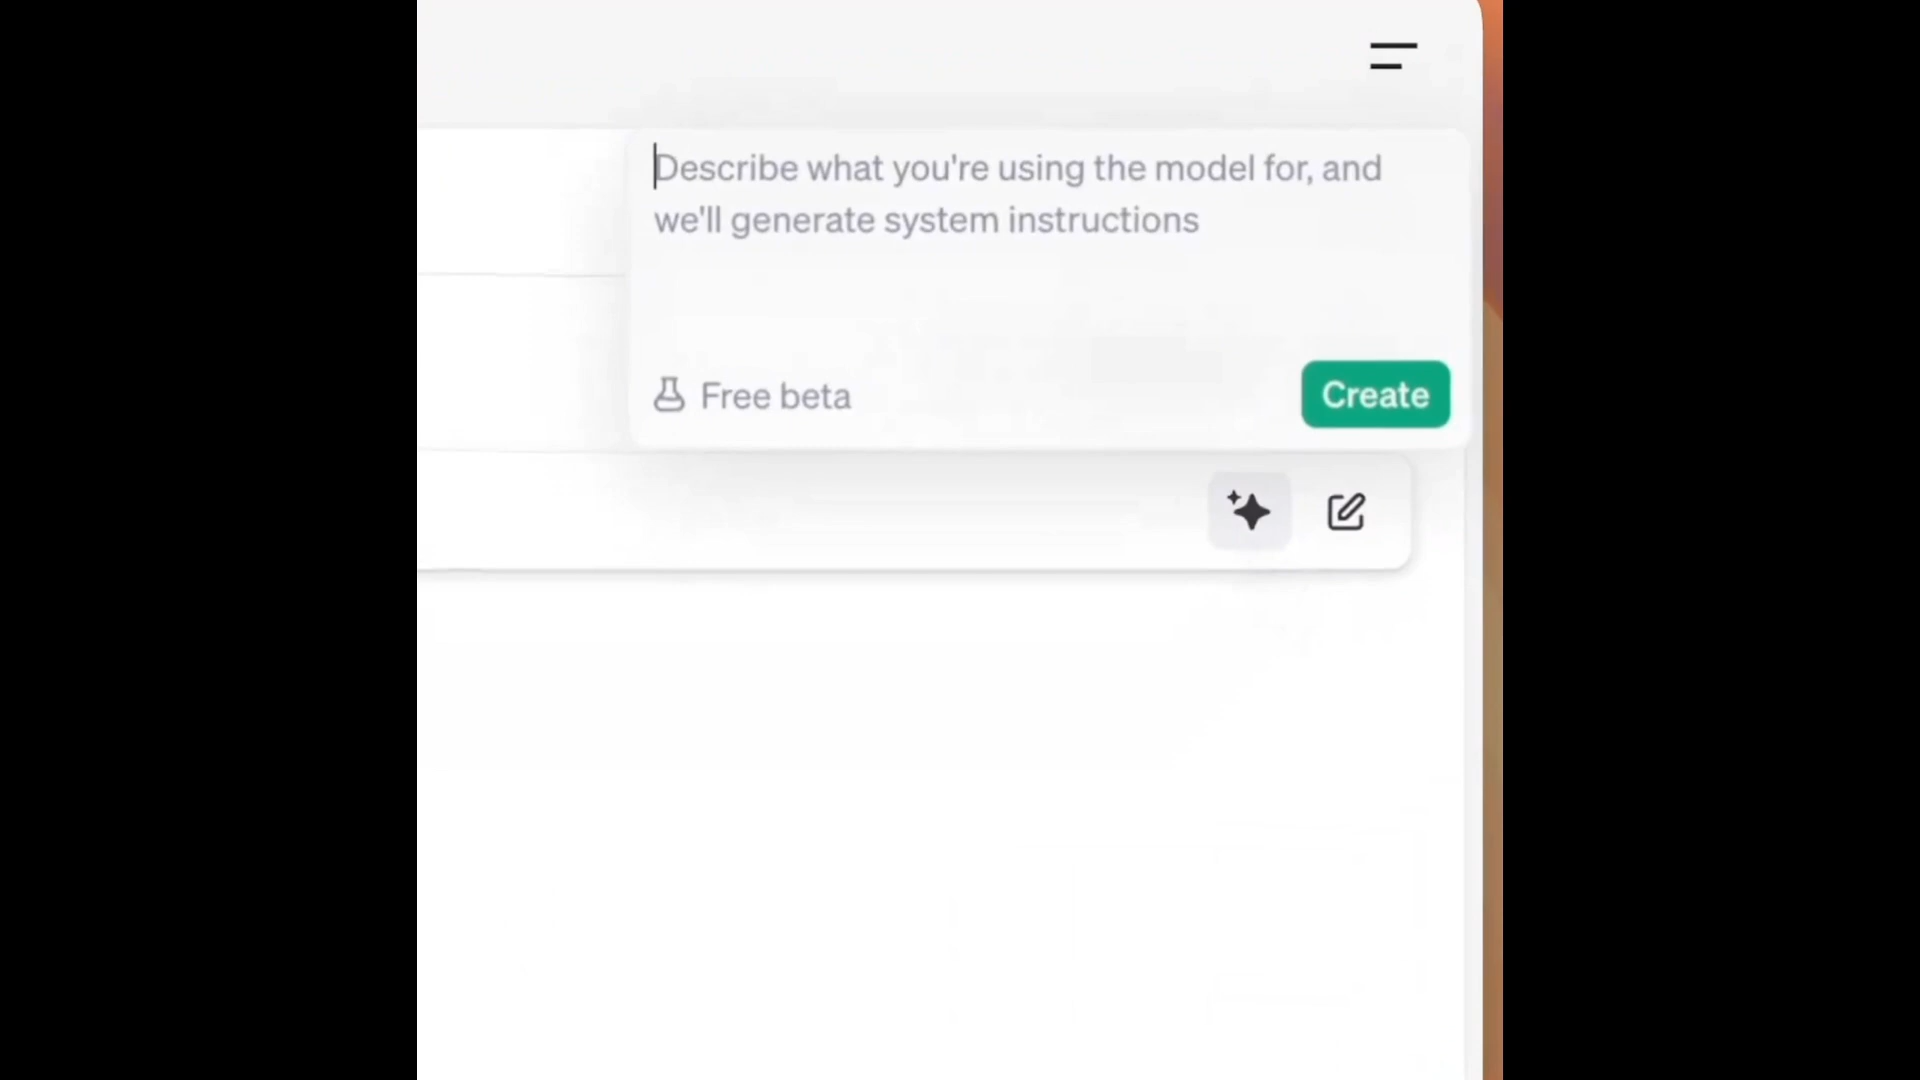 Describe what you're using the model for, and
we'll generate system instructions
Free beta
Create